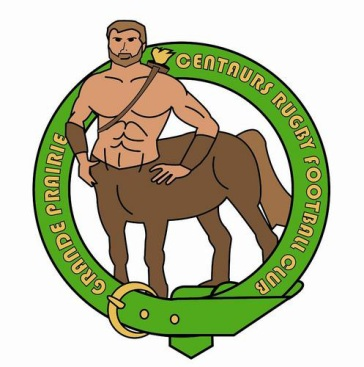 GRANDE PRAIRIE
CENTAURS RUGBY FOOTBALL CLUB